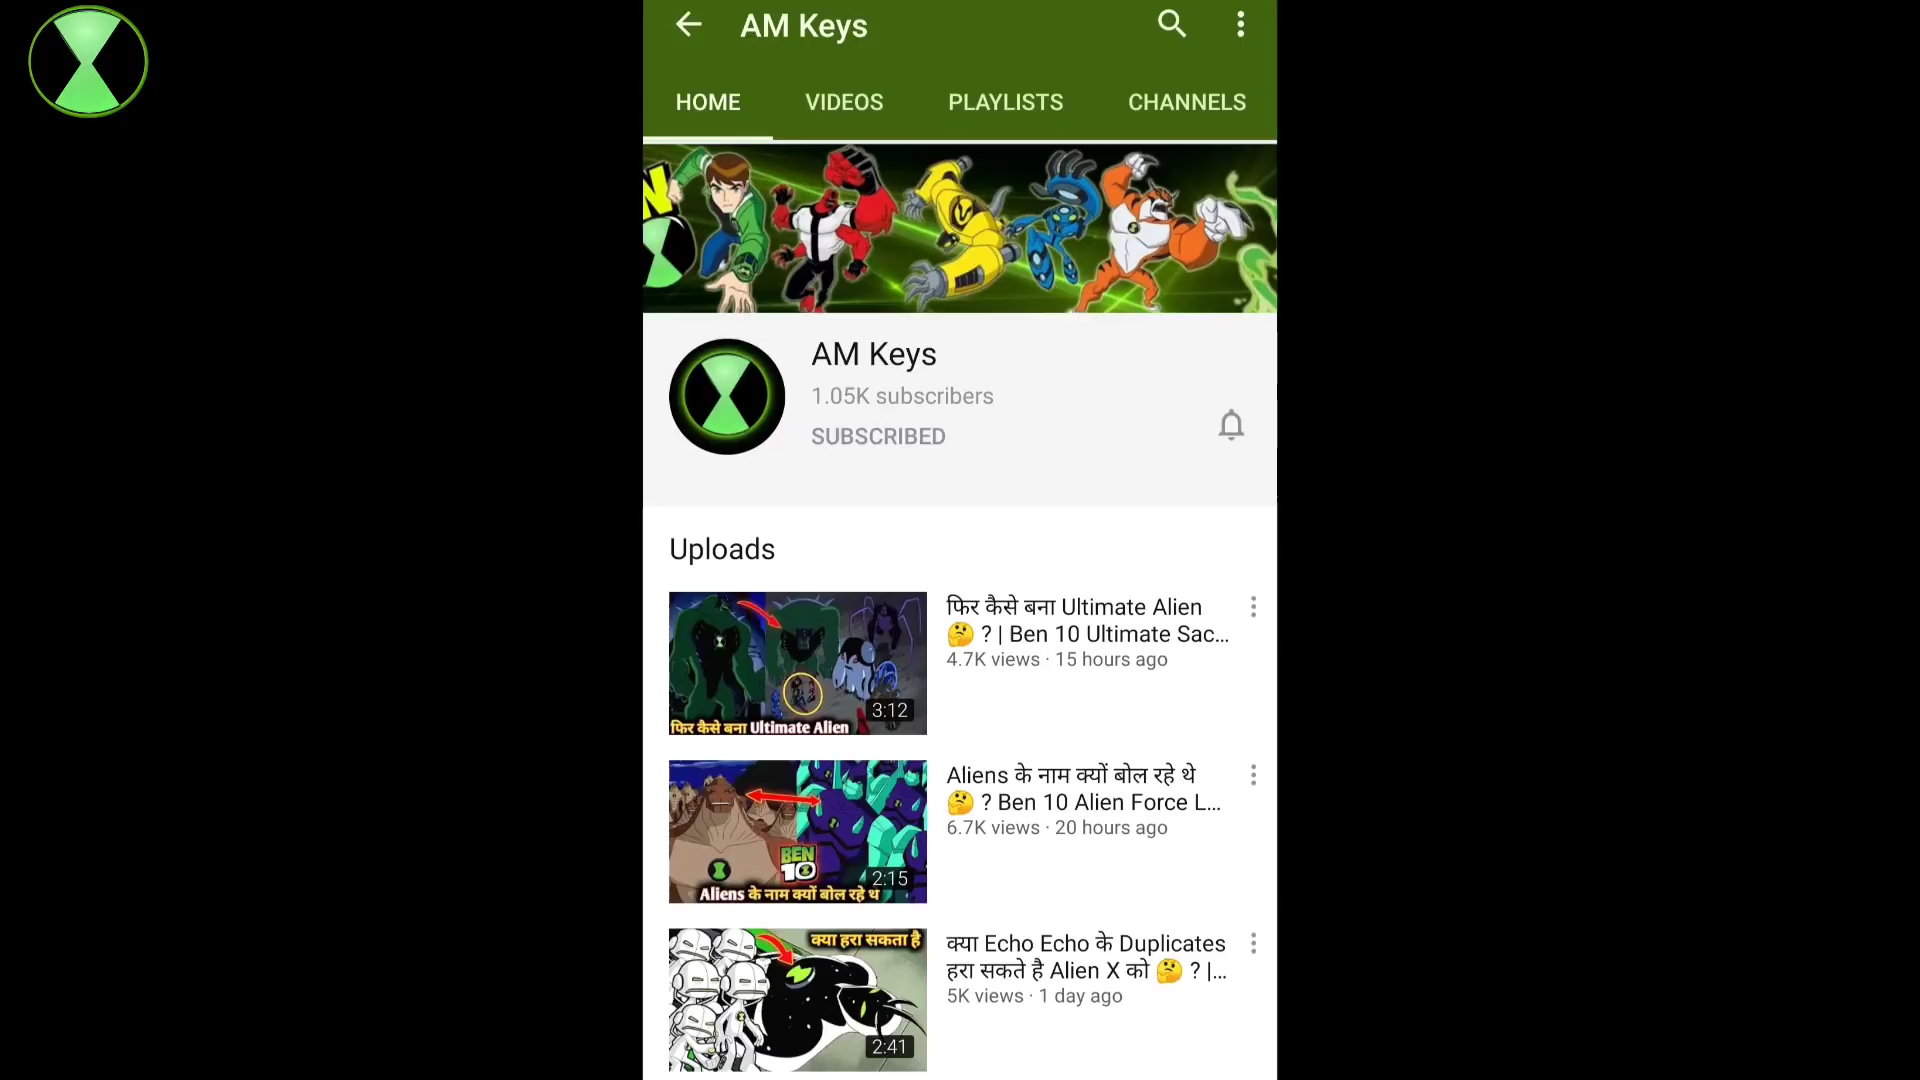 AM Keys
HOME VIDEOS PLAYLISTS CHANNELS
AM Keys
1.05K subscribers
SUBSCRIBED
Uploads
फिर कैसे बना Ultimate Alien
3:12
फिर कैसे बना Ultimate Alien
🤔 ? | Ben 10 Ultimate Sac...
4.7K views · 15 hours ago
BEN
10
2:15
Aliens के नाम क्यों बोल रहे थ
Aliens के नाम क्यों बोल रहे थे
🤔 ? Ben 10 Alien Force L...
6.7K views · 20 hours ago
क्या हरा सकता है
2:41
क्या Echo Echo के Duplicates
हरा सकते है Alien X को 🤔 ? |...
5K views · 1 day ago